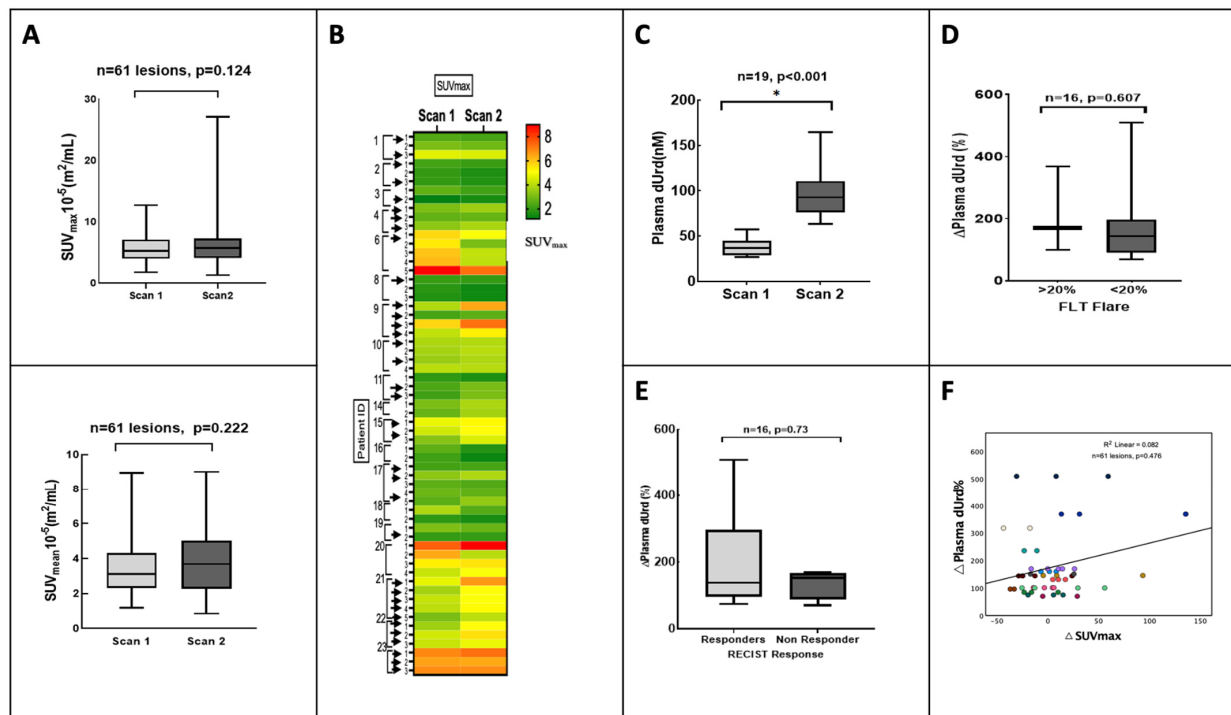 A
n=61 lesions, p=0.124
SUVmax10-5(m2/mL)
30
20
10
0
Scan 1
Scan2
n=61 lesions, p=0.222
SUVmean10-5(m2/mL)
10
8
6
4
2
0
Scan 1
Scan 2
B
SUVmax
Scan 1
Scan 2
Patient ID
1
2
3
4
6
8
9
10
11
14
15
16
17
18
19
20
21
22
23
8
6
4
2
SUVmax
C
n=19, p<0.001
*
Plasma dUrd(nM)
200
150
100
50
0
Scan 1
Scan 2
D
n=16, p=0.607
ΔPlasma dUrd (%)
600
400
200
0
>20%
<20%
FLT Flare
E
n=16, p=0.73
ΔPlasma dUrd (%)
600
400
200
0
Responders
Non Responder
RECIST Response
F
R2 Linear = 0.082
n=61 lesions, p=0.476
△ Plasma dUrd%
600
500
400
300
200
100
0
-50
0
50
100
150
△ SUVmax